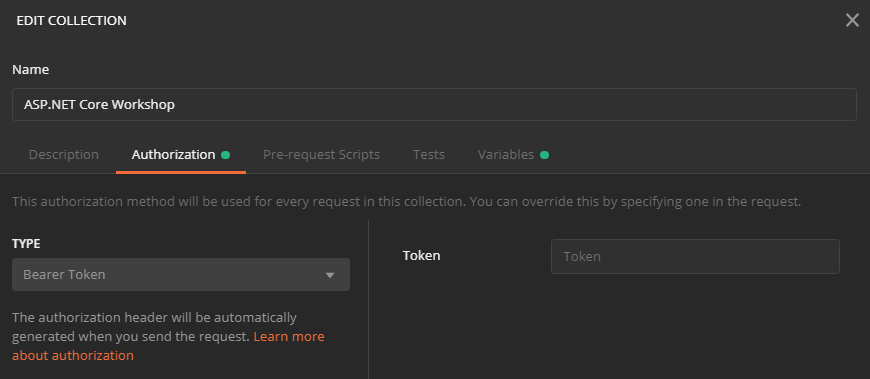 EDIT COLLECTION
Name
ASP.NET Core Workshop
Description Authorization Pre-request Scripts Tests Variables
This authorization method will be used for every request in this collection. You can override this by specifying one in the request.
TYPE
Bearer Token
The authorization header will be automatically
generated when you send the request. Learn more
about authorization
Token Token